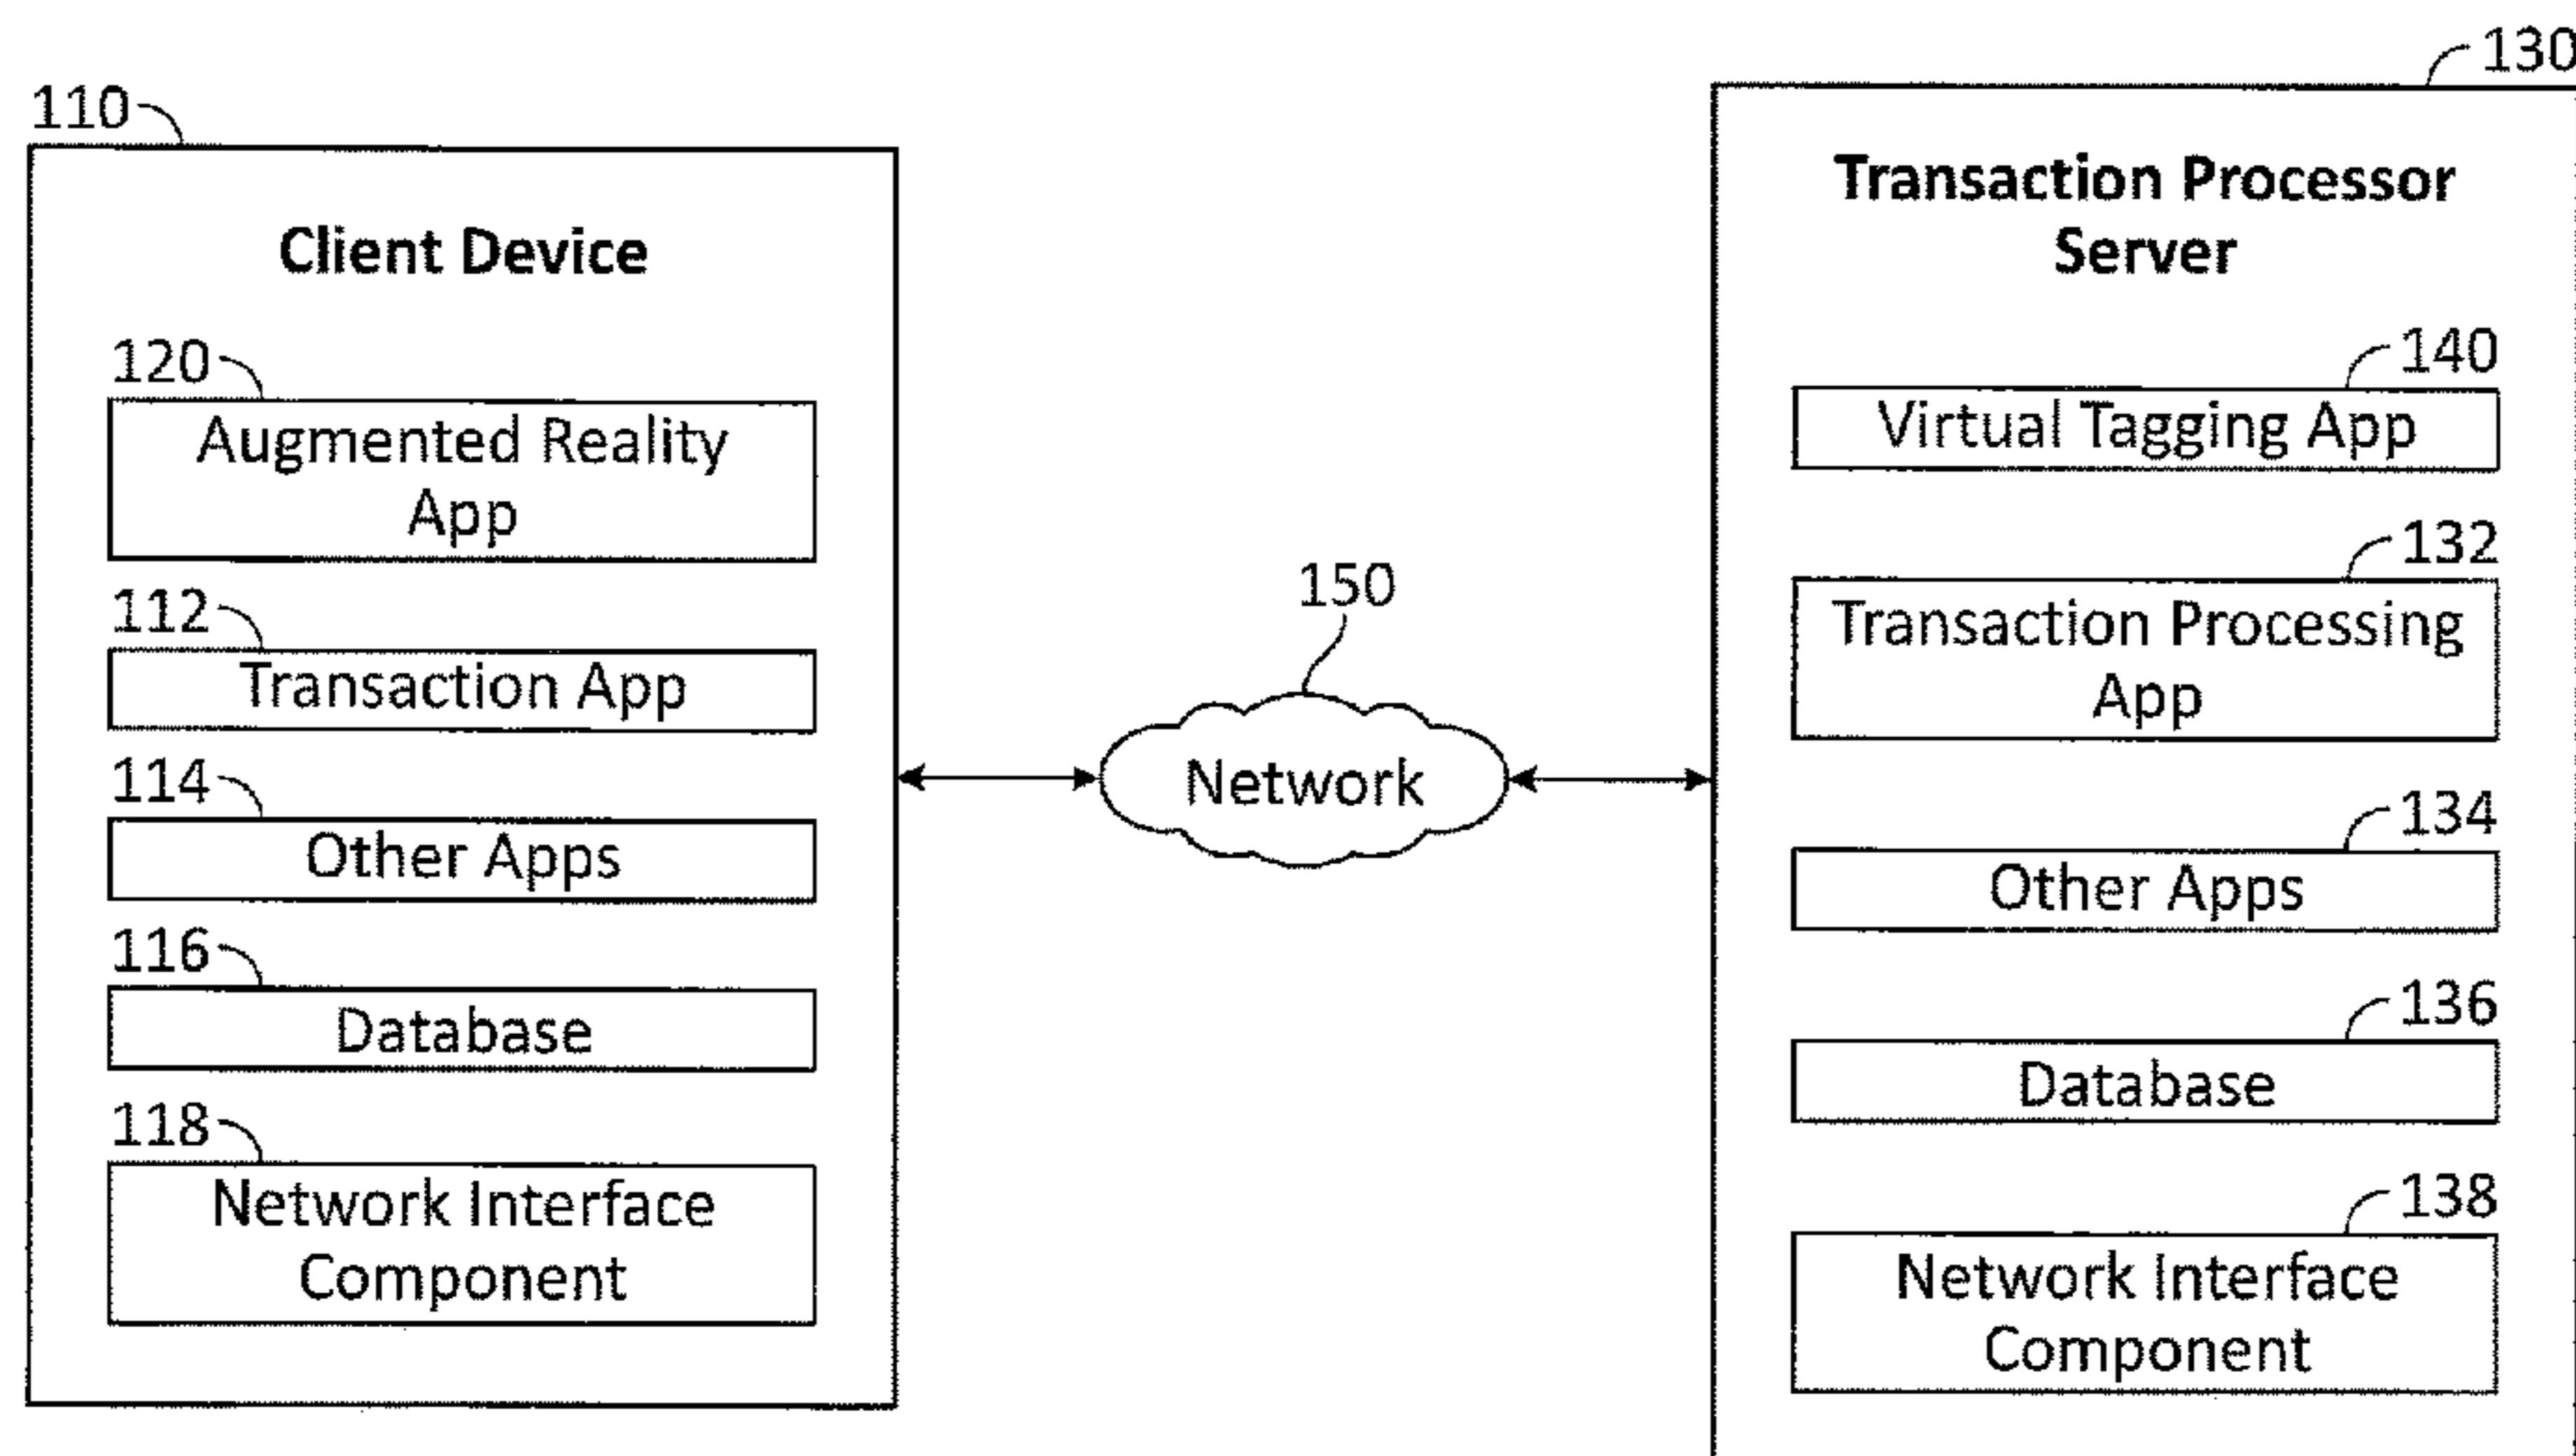 110
Client Device
120
Augmented Reality
App
112
Transaction App
114
Other Apps
116
Database
118
Network Interface
Component
150
Network
130
Transaction Processor
Server
140
Virtual Tagging App
132
Transaction Processing
App
134
Other Apps
136
Database
138
Network Interface
Component